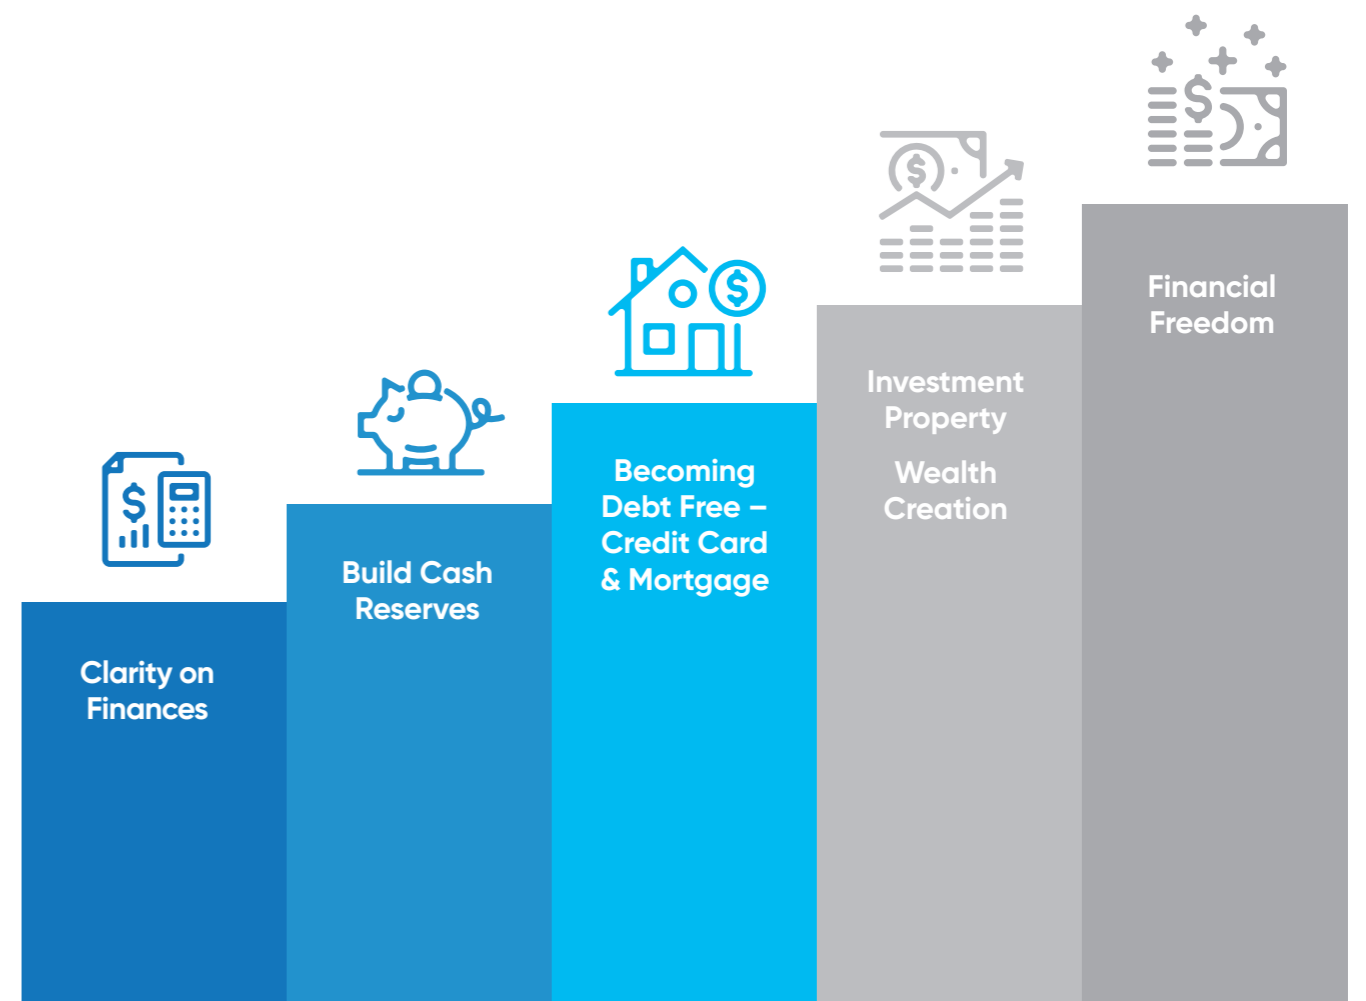 Clarity on
Finances
Build Cash
Reserves
Becoming
Debt Free –
Credit Card
& Mortgage
Investment
Property
Wealth
Creation
Financial
Freedom